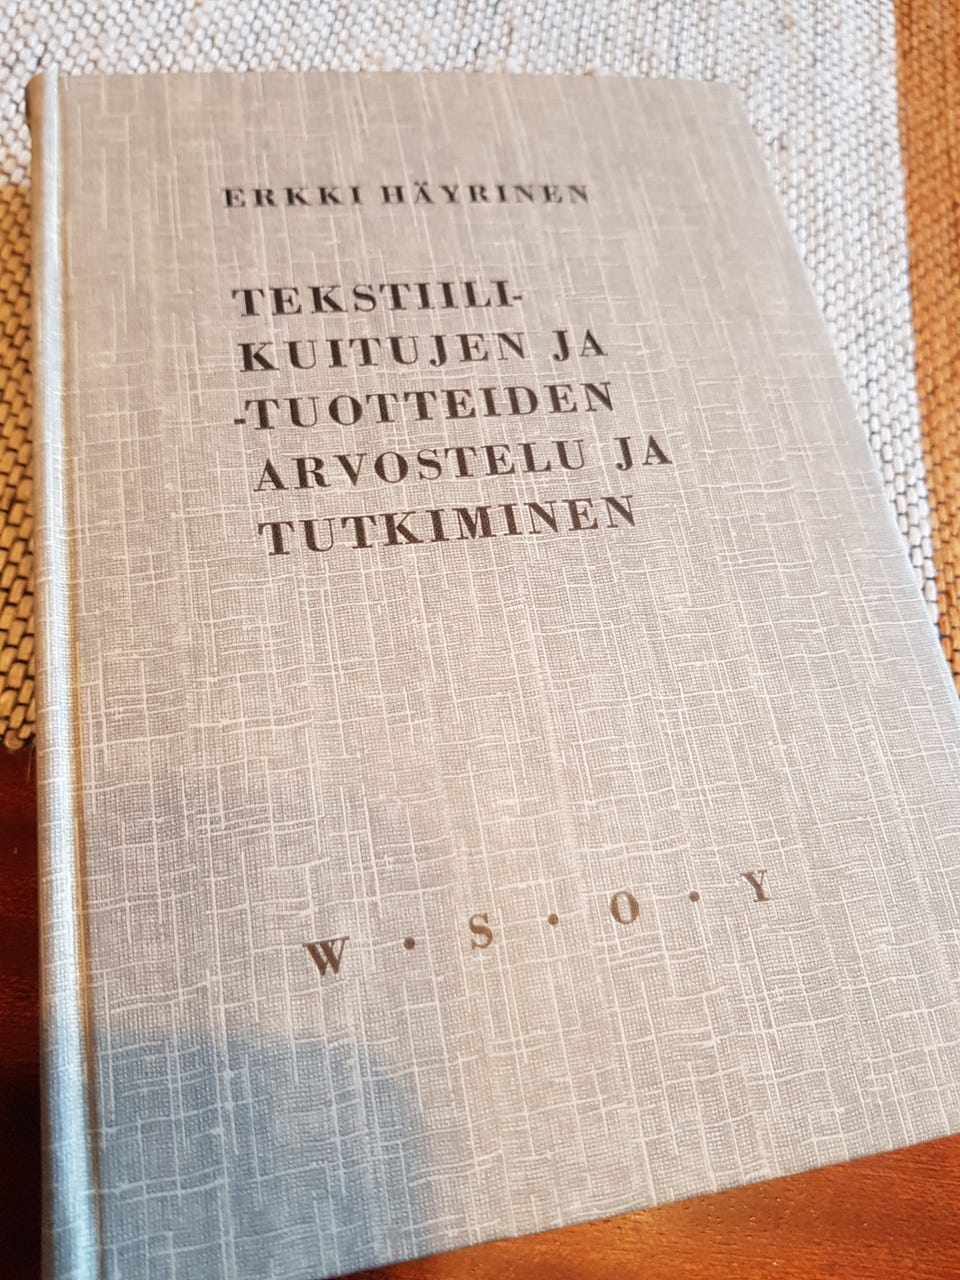 ERKKI HÄYRINEN
TEKSTIILI-
KUITUJEN JA
-TUOTTEIDEN
ARVOSTELU JA
TUTKIMINEN
W·S·O·Y